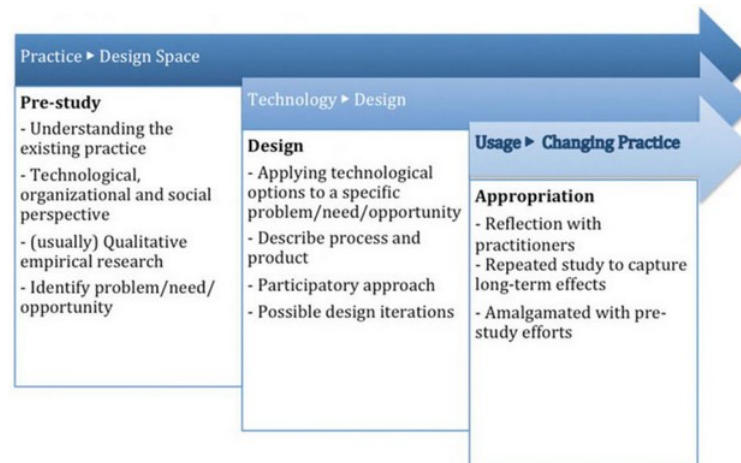 Practice ▸ Design Space
Pre-study
- Understanding the
existing practice
- Technological,
organizational and social
perspective
- (usually) Qualitative
empirical research
- Identify problem/need/
opportunity
Technology ▸ Design
Design
- Applying technological
options to a specific
problem/need/opportunity
- Describe process and
product
- Participatory approach
- Possible design iterations
Usage ▸ Changing Practice
Appropriation
- Reflection with
practitioners
- Repeated study to capture
long-term effects
- Amalgamated with pre-
study efforts